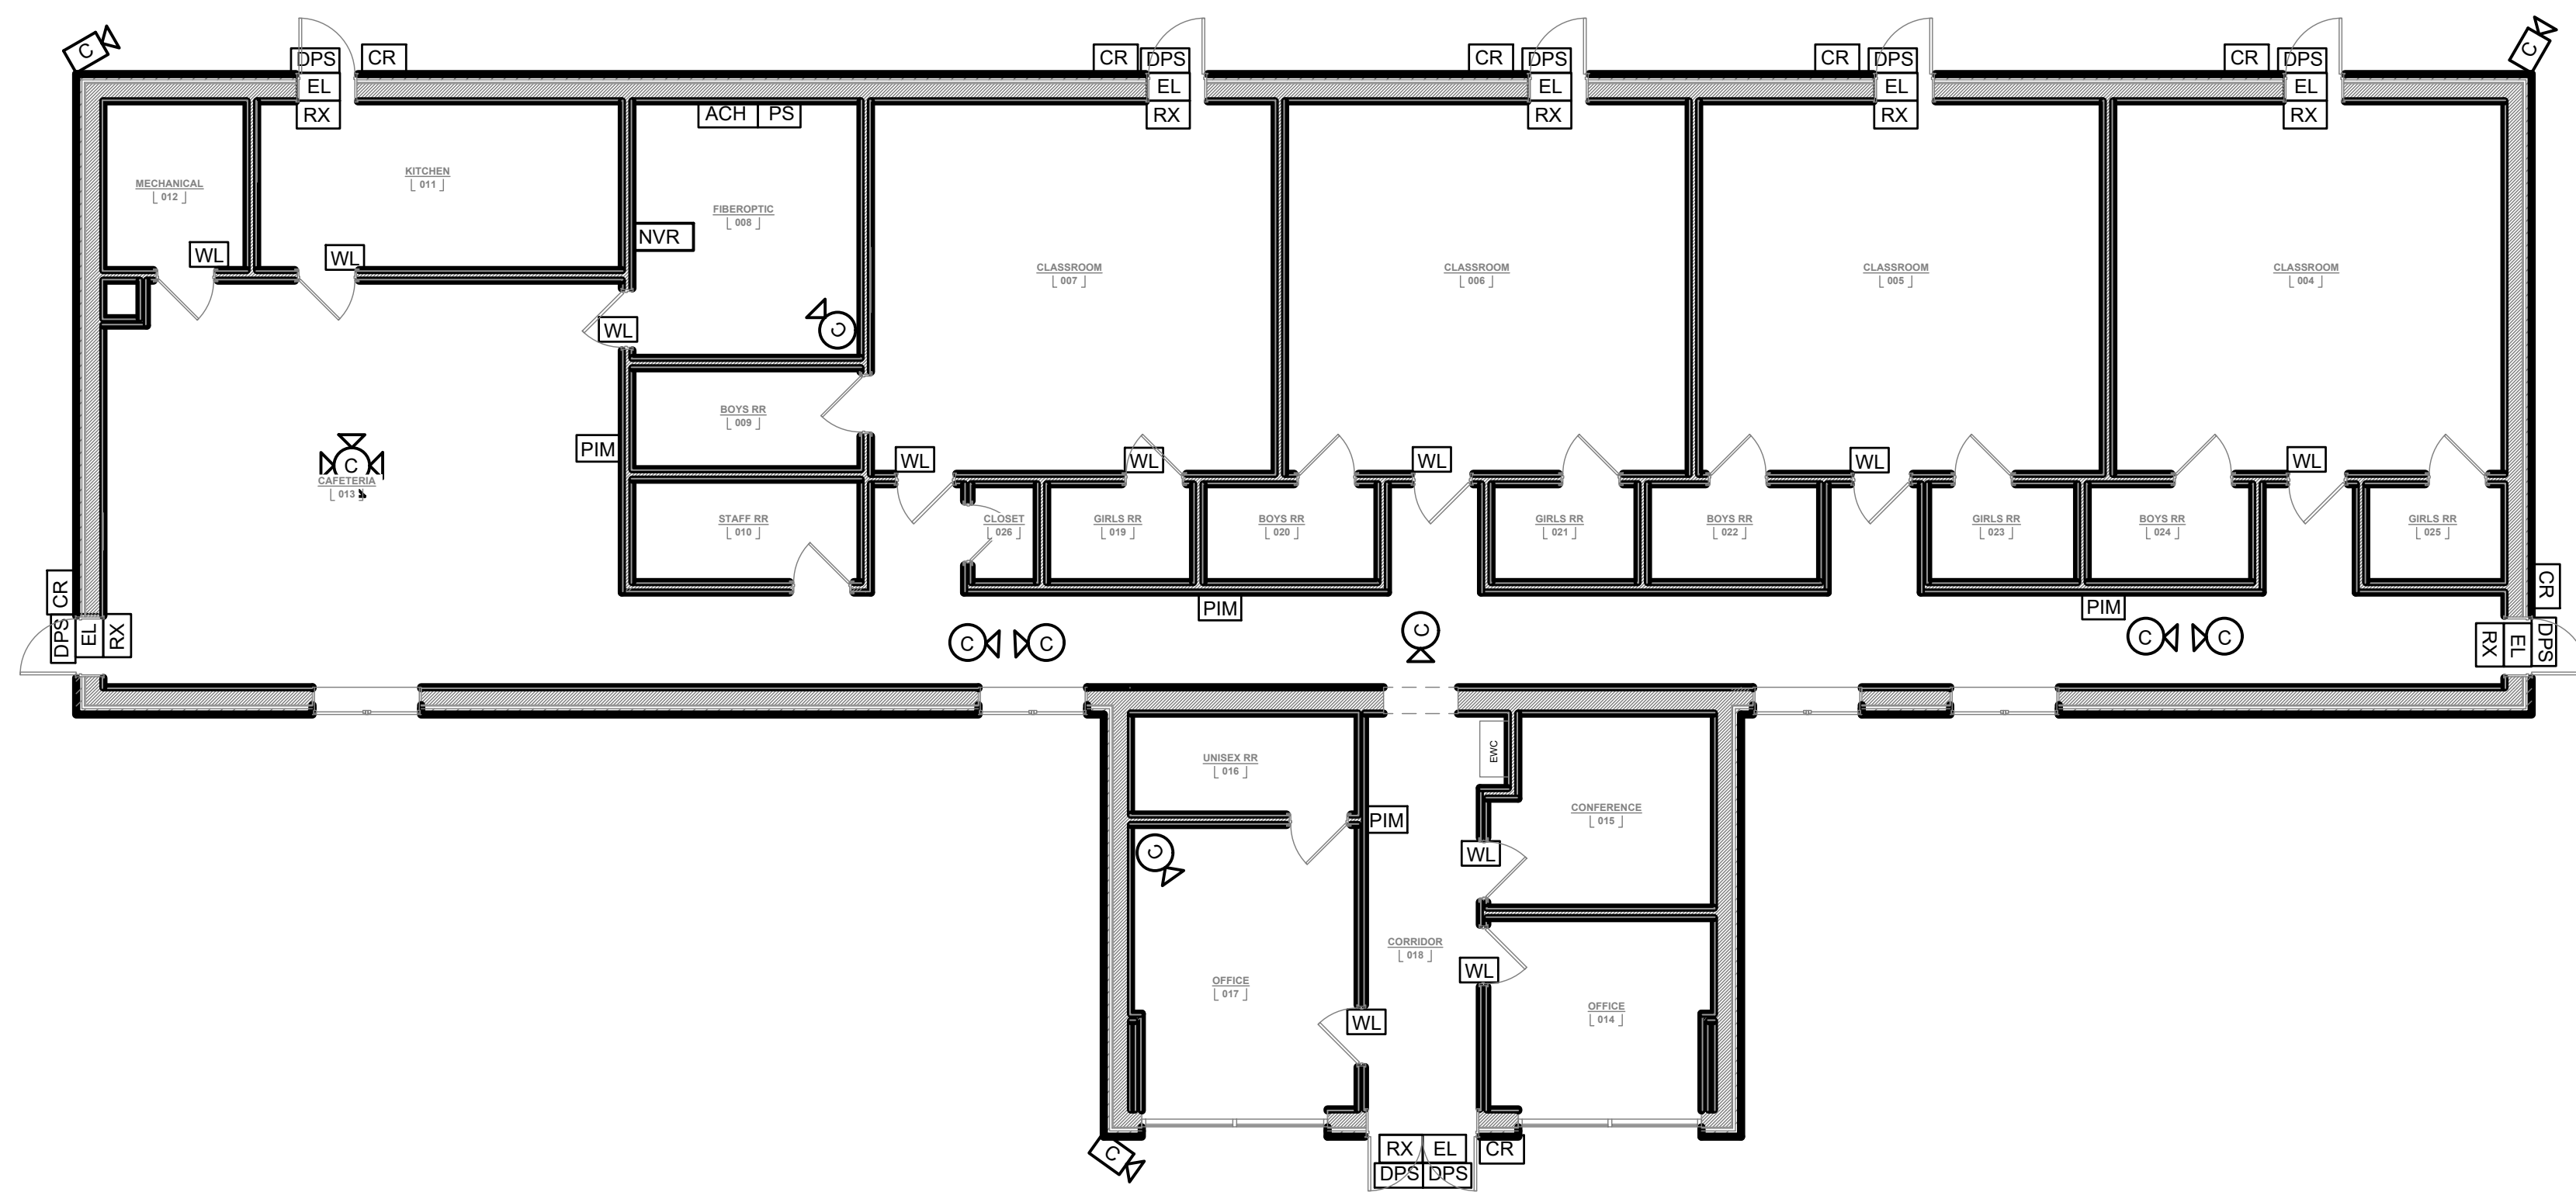 C
C
DPS
CR
CR
DPS
CR
DPS
CR
DPS
CR
DPS
EL
EL
EL
EL
EL
RX
RX
RX
RX
RX
ACH
PS
MECHANICAL
012
KITCHEN
011
FIBEROPTIC
008
NVR
WL
WL
WL
C
CLASSROOM
007
CLASSROOM
006
CLASSROOM
005
CLASSROOM
004
BOYS RR
009
PIM
C
CAFETERIA
013
WL
WL
WL
WL
WL
STAFF RR
010
CLOSET
026
GIRLS RR
019
BOYS RR
020
GIRLS RR
021
BOYS RR
022
GIRLS RR
023
BOYS RR
024
GIRLS RR
025
CR
DPS
EL
RX
PIM
PIM
CR
RX
EL
DPS
C
C
C
C
C
UNISEX RR
016
EWC
PIM
CONFERENCE
015
C
WL
CORRIDOR
018
WL
OFFICE
017
OFFICE
014
WL
C
RX
EL
CR
DPS
DPS